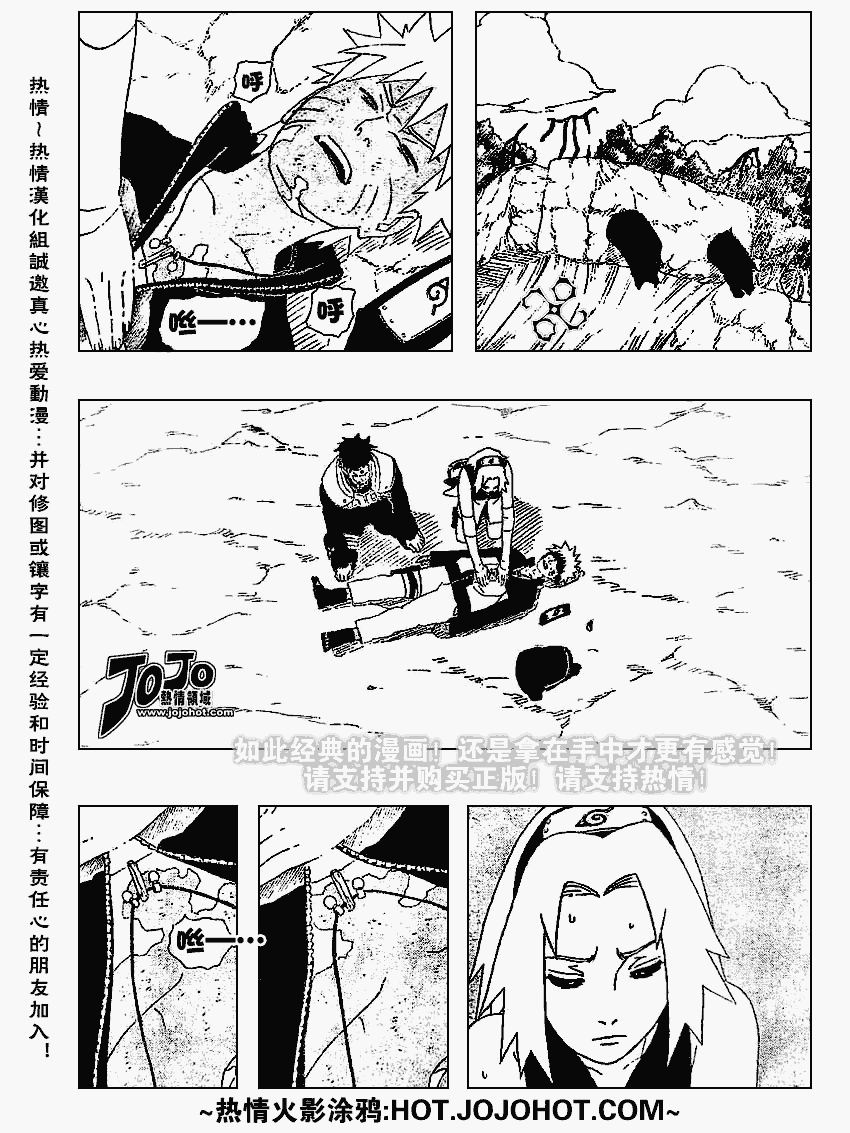 热情~热情漢化組誠邀真心热爱動漫…并对修图或镶字有一定经验和时间保障…有责任心的朋友加入!
呼
呼
咝一…
JOJO
熱情領域
www.jojohot.com
如此经典的漫画！还是拿在手中才更有感觉！
请支持并购买正版！请支持热情！
咝一…
~热情火影涂鸦:HOT.JOJOHOT.COM~